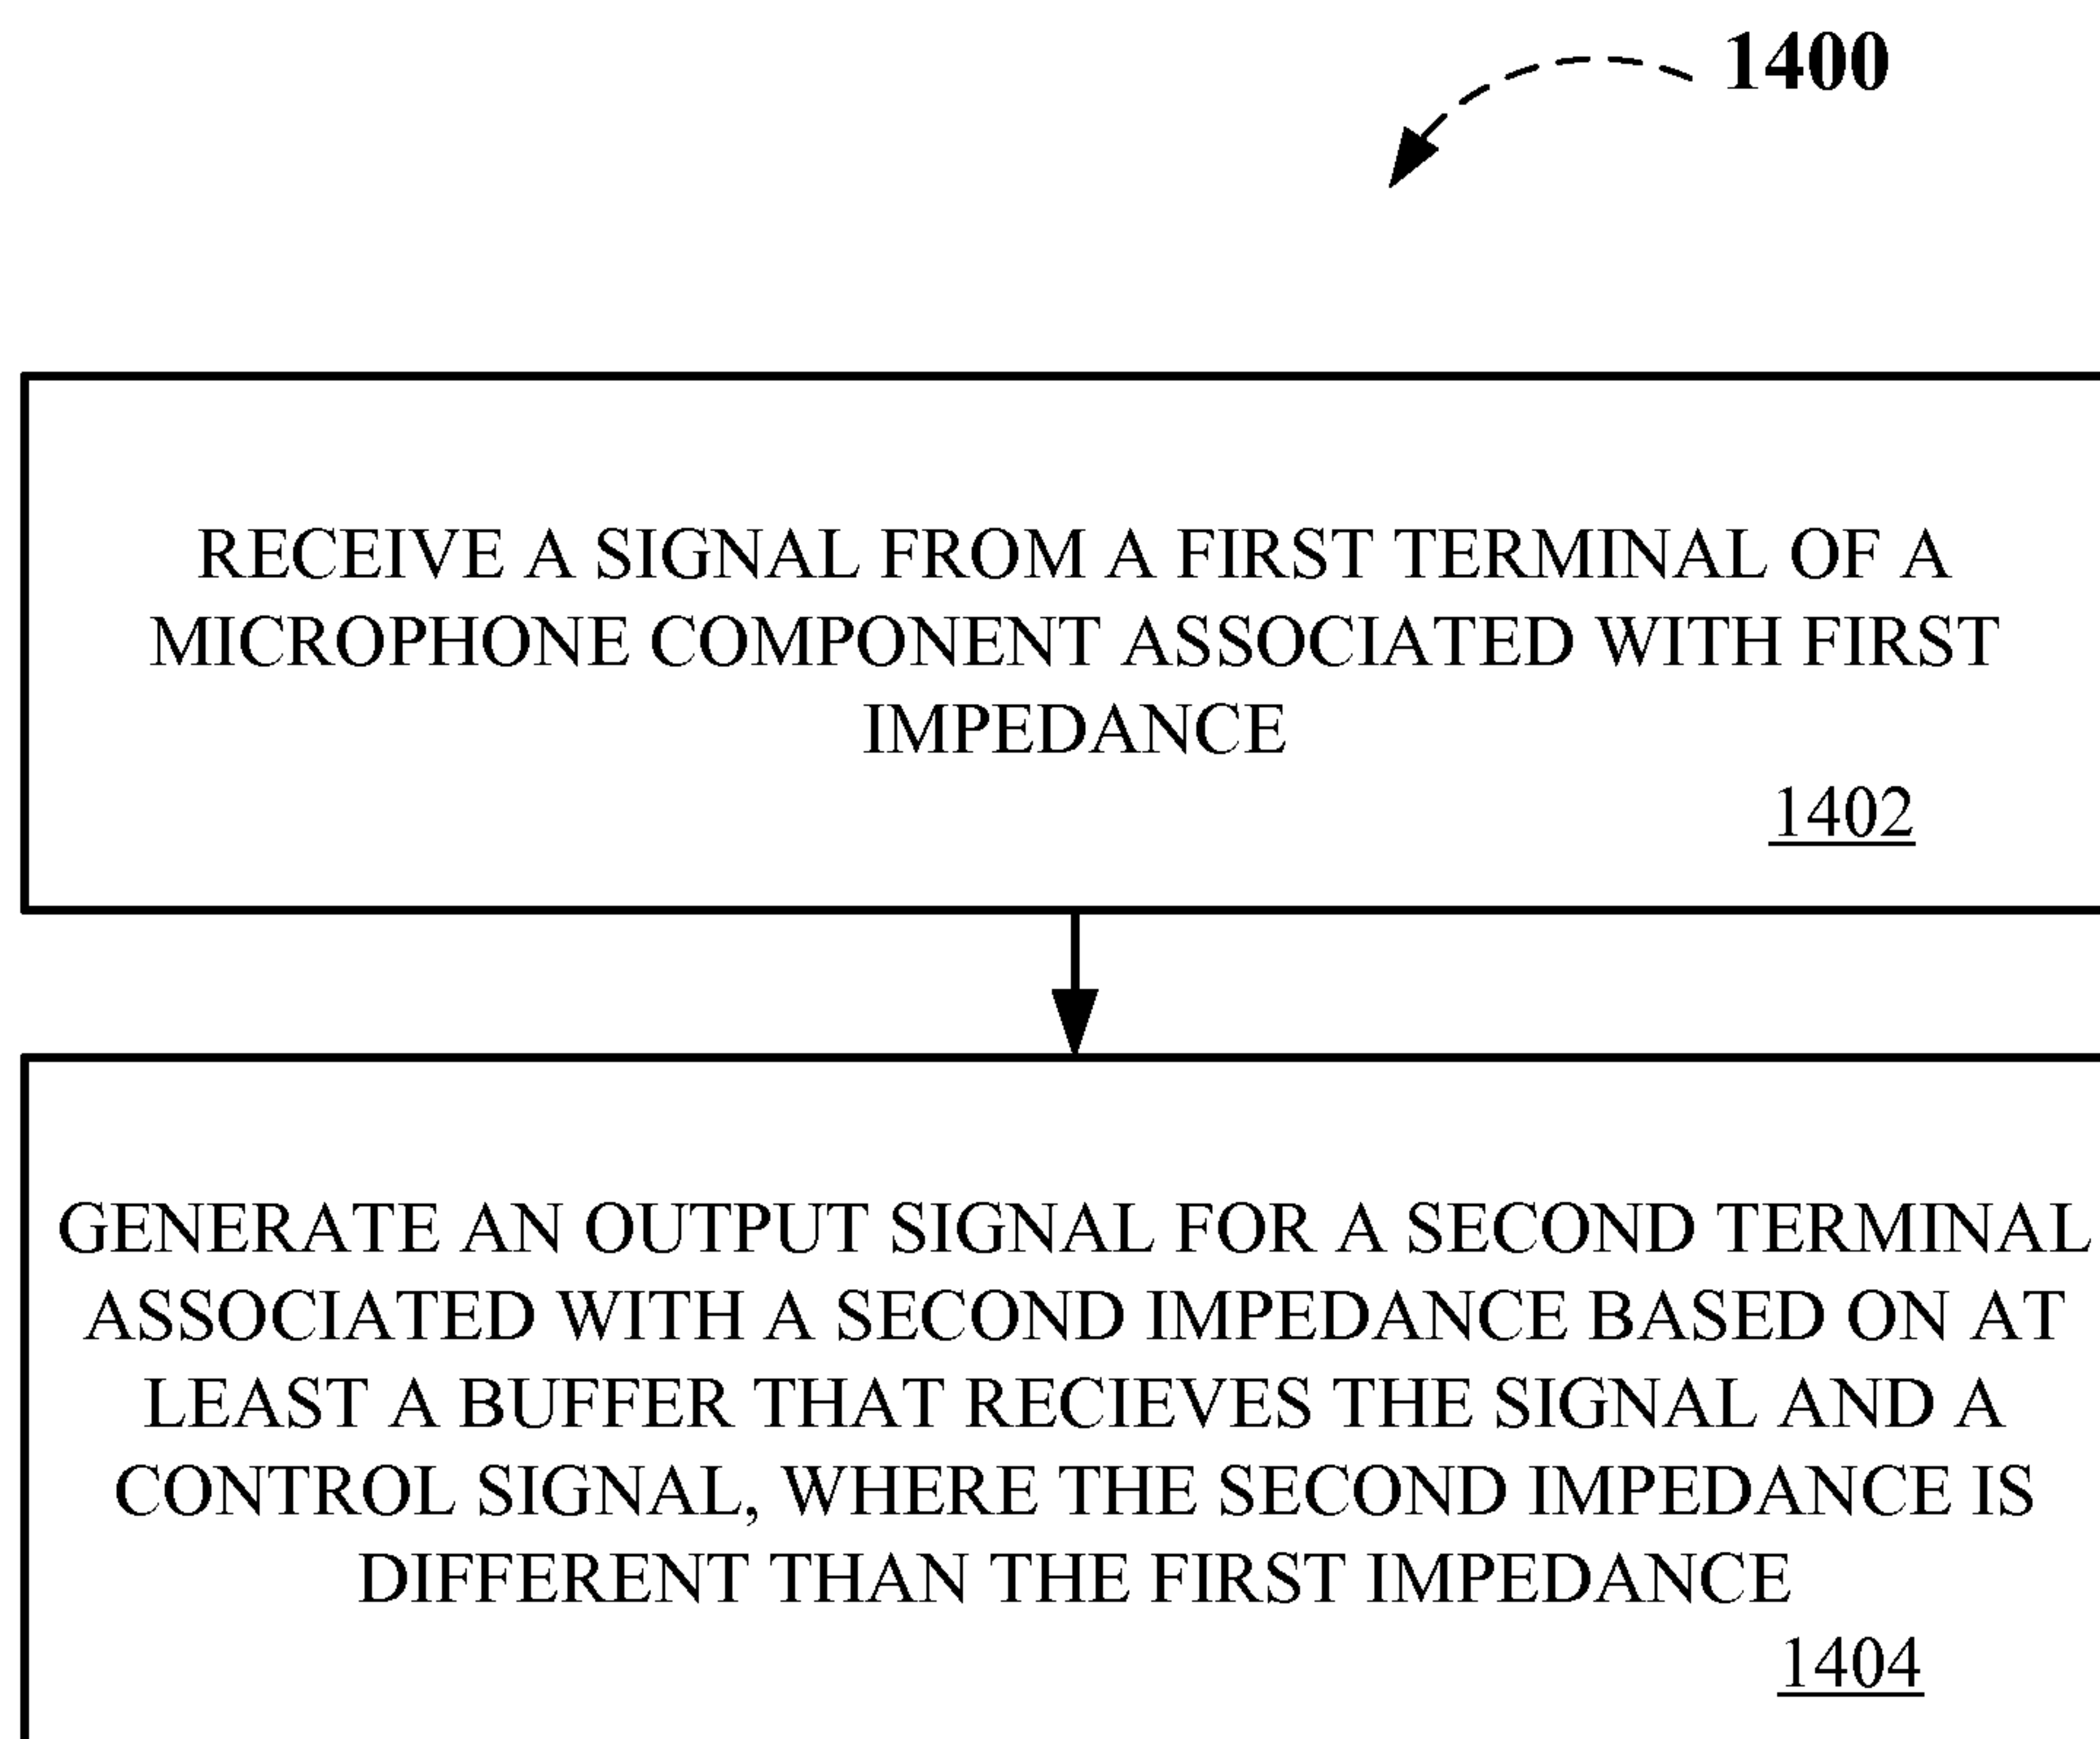 1400
RECEIVE A SIGNAL FROM A FIRST TERMINAL OF A
MICROPHONE COMPONENT ASSOCIATED WITH FIRST
IMPEDANCE
1402
GENERATE AN OUTPUT SIGNAL FOR A SECOND TERMINAL
ASSOCIATED WITH A SECOND IMPEDANCE BASED ON AT
LEAST A BUFFER THAT RECIEVES THE SIGNAL AND A
CONTROL SIGNAL, WHERE THE SECOND IMPEDANCE IS
DIFFERENT THAN THE FIRST IMPEDANCE
1404